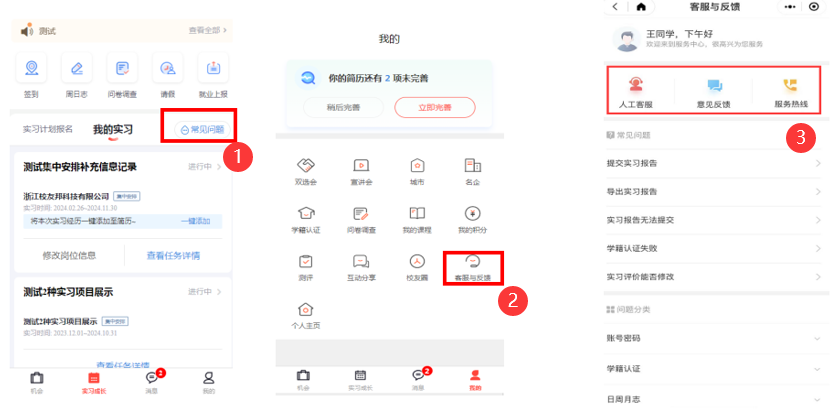 测试
查看全部 >
签到
周日志
问卷调查
请假
就业上报
实习计划报名
我的实习
常见问题
1
测试集中安排补充信息记录
进行中 >
浙江校友邦科技有限公司
集中安排
实习时间: 2024.02.26-2024.11.30
将本次实习经历一键添加至简历~
一键添加
修改岗位信息
查看任务详情
测试2种实习项目展示
进行中 >
测试2种实习项目展示
集中安排
实习时间: 2023.12.01-2024.10.31
查看任务详情
机会
实习成长
消息
我的
我的
你的简历还有 2 项未完善
稍后完善
立即完善
双选会
宣讲会
城市
名企
学籍认证
问卷调查
我的课程
我的积分
测评
互动分享
校友圈
客服与反馈
2
个人主页
机会
实习成长
2
消息
我的
客服与反馈
王同学，下午好
欢迎来到服务中心，很高兴为您服务
人工客服
意见反馈
服务热线
3
常见问题
提交实习报告
导出实习报告
实习报告无法提交
学籍认证失败
实习评价能否修改
问题分类
账号密码
学籍认证
日周月志